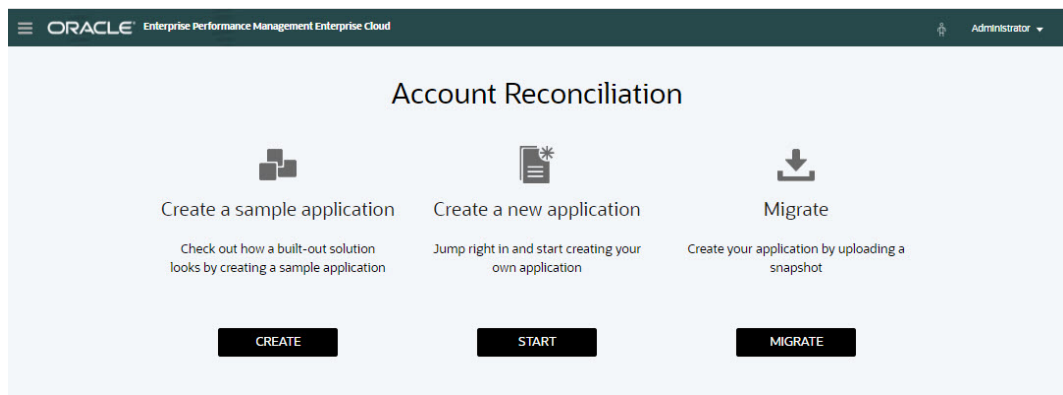 ORACLE® Enterprise Performance Management Enterprise Cloud
Administrator
Account Reconciliation
Create a sample application
Create a new application
Migrate
Check out how a built-out solution
looks by creating a sample application
Jump right in and start creating your
own application
Create your application by uploading a
snapshot
CREATE
START
MIGRATE